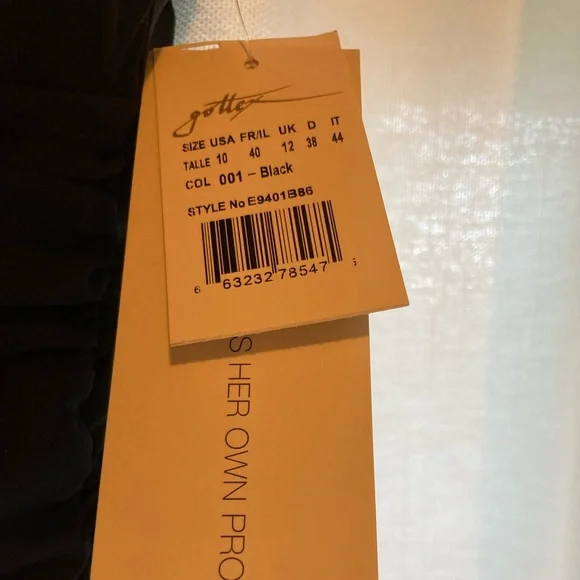 gottex
SIZE USA FR/IL UK D IT
TALLE 10 40 12 38 44
COL 001 – Black
STYLE No E9401B86
6 63232 78547 5
S HER OWN PRO